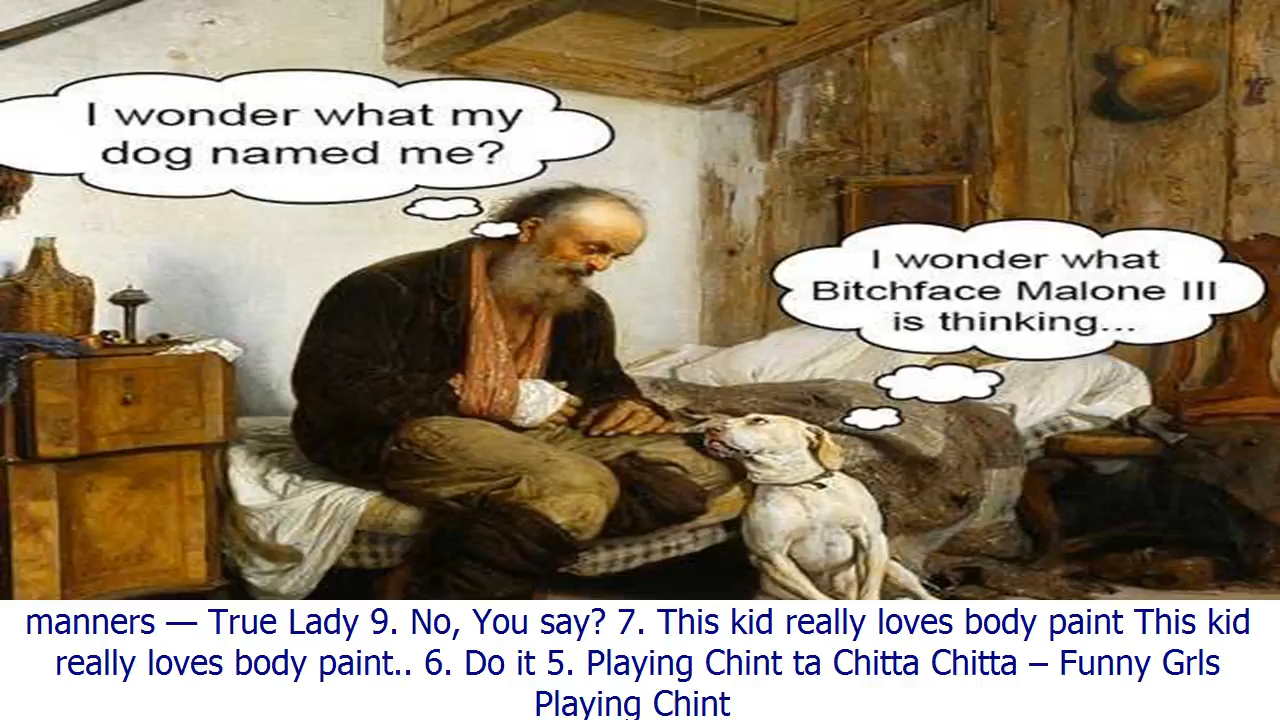 I wonder what my
dog named me?
I wonder what
Bitchface Malone III
is thinking...
manners — True Lady 9. No, You say? 7. This kid really loves body paint This kid
really loves body paint.. 6. Do it 5. Playing Chint ta Chitta Chitta – Funny Grls
Playing Chint